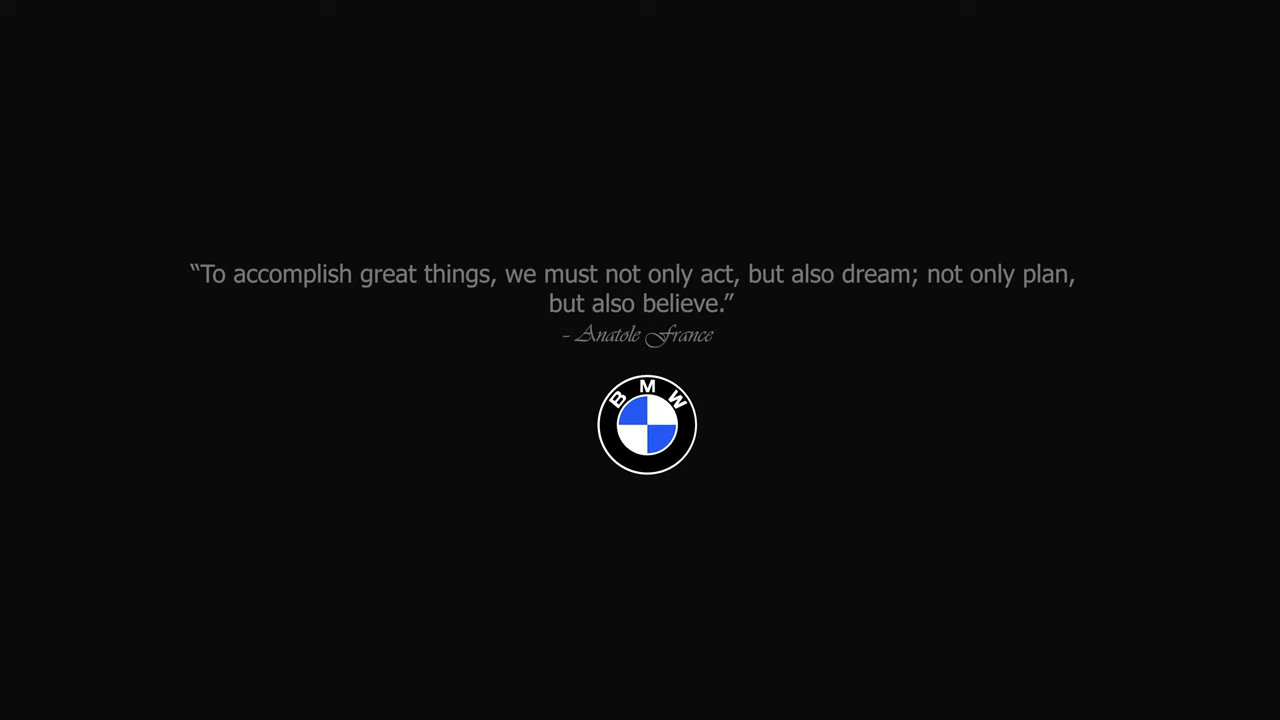 “To accomplish great things, we must not only act, but also dream; not only plan,
but also believe.”
– Anatole France
BMW